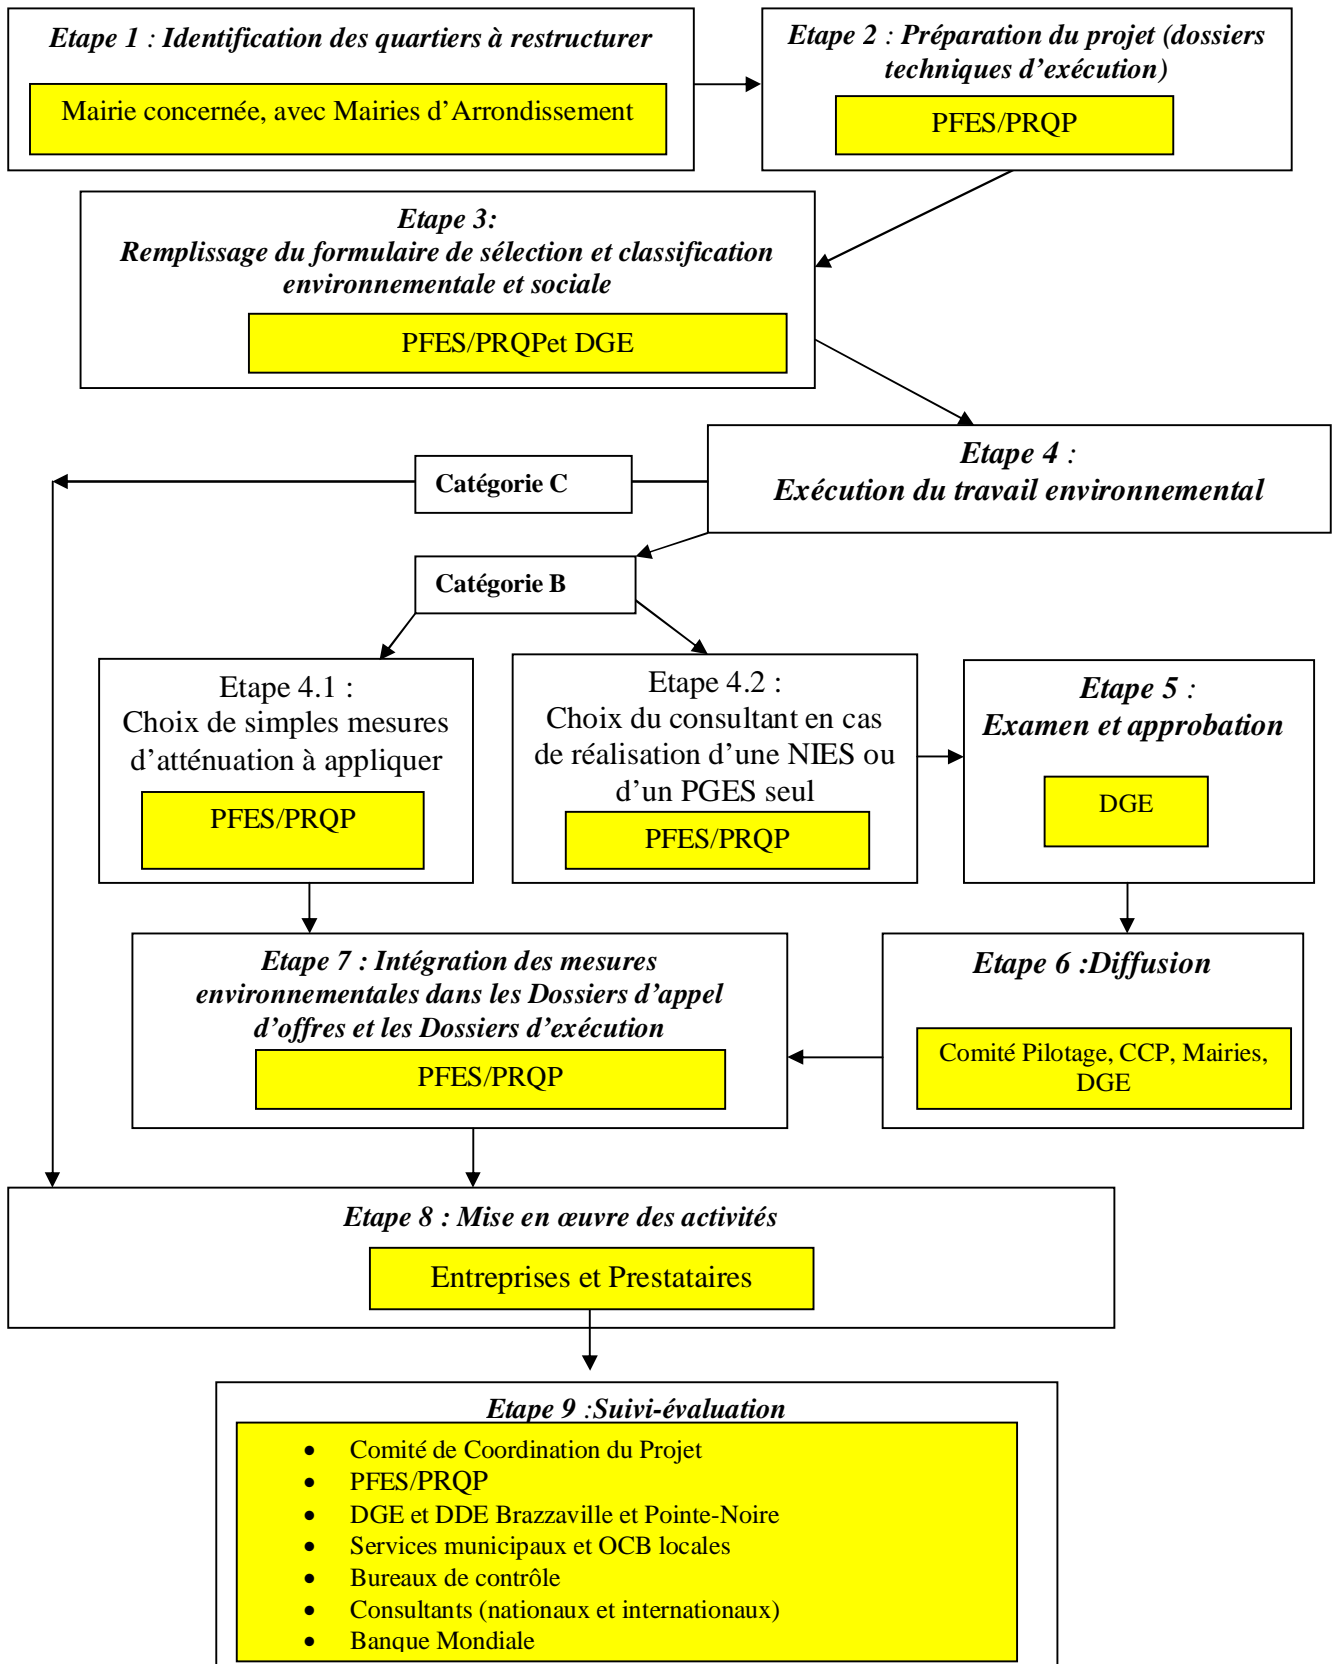 Etape 1 : Identification des quartiers à restructurer
Mairie concernée, avec Mairies d’Arrondissement
Etape 2 : Préparation du projet (dossiers
techniques d’exécution)
PFES/PRQP
Etape 3:
Remplissage du formulaire de sélection et classification
environnementale et sociale
PFES/PRQPet DGE
Etape 4 :
Exécution du travail environnemental
Catégorie C
Catégorie B
Etape 4.1 :
Choix de simples mesures
d’atténuation à appliquer
PFES/PRQP
Etape 4.2 :
Choix du consultant en cas
de réalisation d’une NIES ou
d’un PGES seul
PFES/PRQP
Etape 5 :
Examen et approbation
DGE
Etape 6 :Diffusion
Comité Pilotage, CCP, Mairies,
DGE
Etape 7 : Intégration des mesures
environnementales dans les Dossiers d’appel
d’offres et les Dossiers d’exécution
PFES/PRQP
Etape 8 : Mise en œuvre des activités
Entreprises et Prestataires
Etape 9 :Suivi-évaluation
• Comité de Coordination du Projet
• PFES/PRQP
• DGE et DDE Brazzaville et Pointe-Noire
• Services municipaux et OCB locales
• Bureaux de contrôle
• Consultants (nationaux et internationaux)
• Banque Mondiale